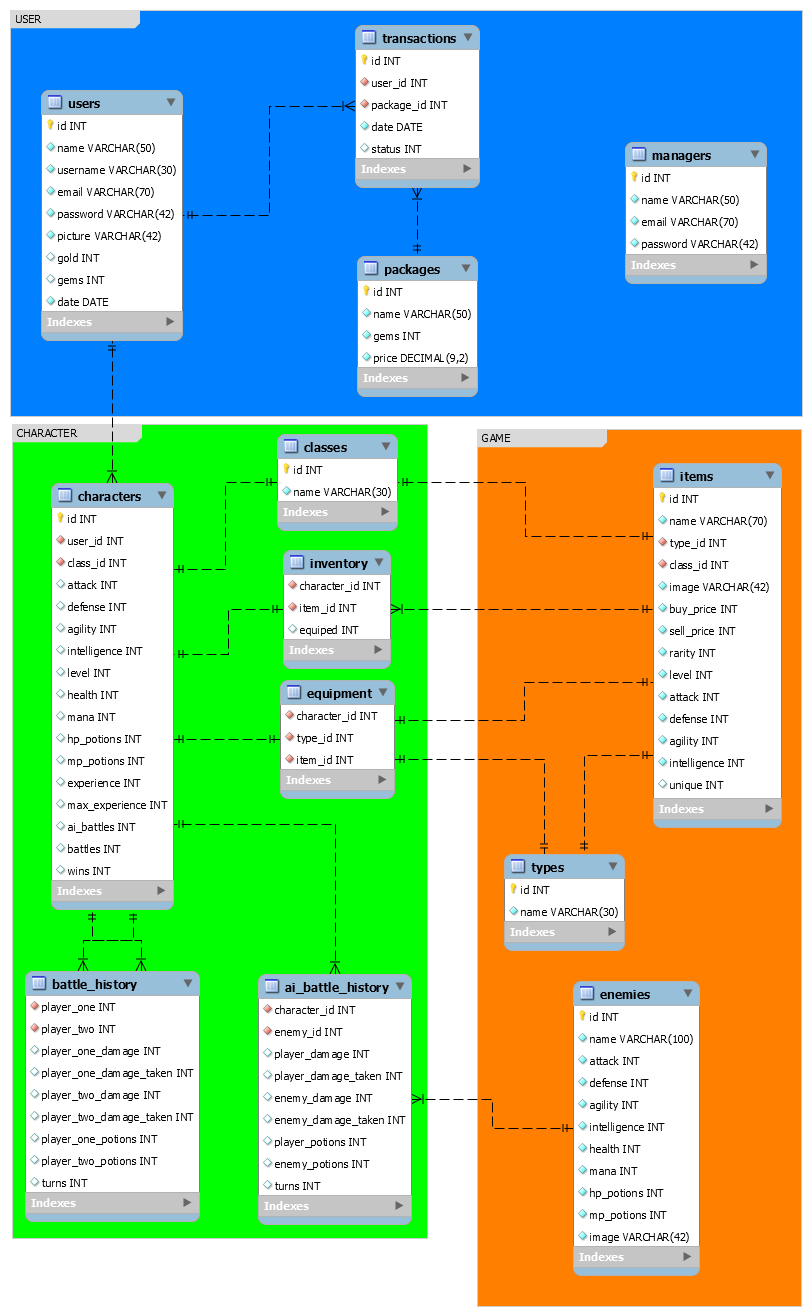 USER
transactions
id INT
user_id INT
package_id INT
date DATE
status INT
Indexes
users
id INT
name VARCHAR(50)
username VARCHAR(30)
email VARCHAR(70)
password VARCHAR(42)
picture VARCHAR(42)
gold INT
gems INT
date DATE
Indexes
managers
id INT
name VARCHAR(50)
email VARCHAR(70)
password VARCHAR(42)
Indexes
packages
id INT
name VARCHAR(50)
gems INT
price DECIMAL(9,2)
Indexes
CHARACTER
classes
id INT
name VARCHAR(30)
Indexes
characters
id INT
user_id INT
class_id INT
attack INT
defense INT
agility INT
intelligence INT
level INT
health INT
mana INT
hp_potions INT
mp_potions INT
experience INT
max_experience INT
ai_battles INT
battles INT
wins INT
Indexes
inventory
character_id INT
item_id INT
equiped INT
Indexes
equipment
character_id INT
type_id INT
item_id INT
Indexes
battle_history
player_one INT
player_two INT
player_one_damage INT
player_one_damage_taken INT
player_two_damage INT
player_two_damage_taken INT
player_one_potions INT
player_two_potions INT
turns INT
Indexes
ai_battle_history
character_id INT
enemy_id INT
player_damage INT
player_damage_taken INT
enemy_damage INT
enemy_damage_taken INT
player_potions INT
enemy_potions INT
turns INT
Indexes
GAME
items
id INT
name VARCHAR(70)
type_id INT
class_id INT
image VARCHAR(42)
buy_price INT
sell_price INT
rarity INT
level INT
attack INT
defense INT
agility INT
intelligence INT
unique INT
Indexes
types
id INT
name VARCHAR(30)
Indexes
enemies
id INT
name VARCHAR(100)
attack INT
defense INT
agility INT
intelligence INT
health INT
mana INT
hp_potions INT
mp_potions INT
image VARCHAR(42)
Indexes